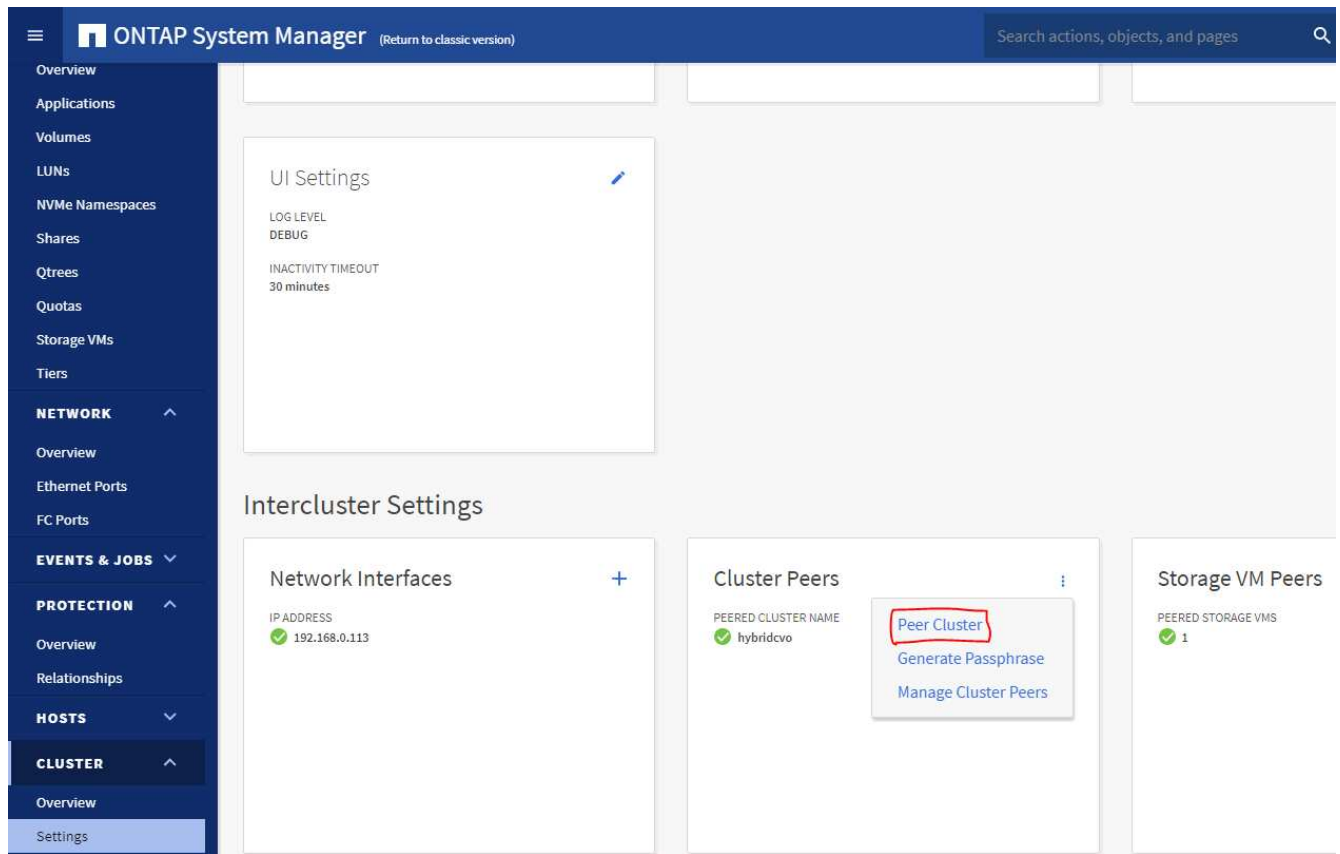 ONTAP System Manager (Return to classic version)
Search actions, objects, and pages
Overview
Applications
Volumes
LUNs
NVMe Namespaces
Shares
Qtrees
Quotas
Storage VMs
Tiers
NETWORK
Overview
Ethernet Ports
FC Ports
EVENTS & JOBS
PROTECTION
Overview
Relationships
HOSTS
CLUSTER
Overview
Settings
UI Settings
LOG LEVEL
DEBUG
INACTIVITY TIMEOUT
30 minutes
Intercluster Settings
Network Interfaces
IP ADDRESS
192.168.0.113
Cluster Peers
PEERED CLUSTER NAME
hybridcvo
Peer Cluster
Generate Passphrase
Manage Cluster Peers
Storage VM Peers
PEERED STORAGE VMS
1